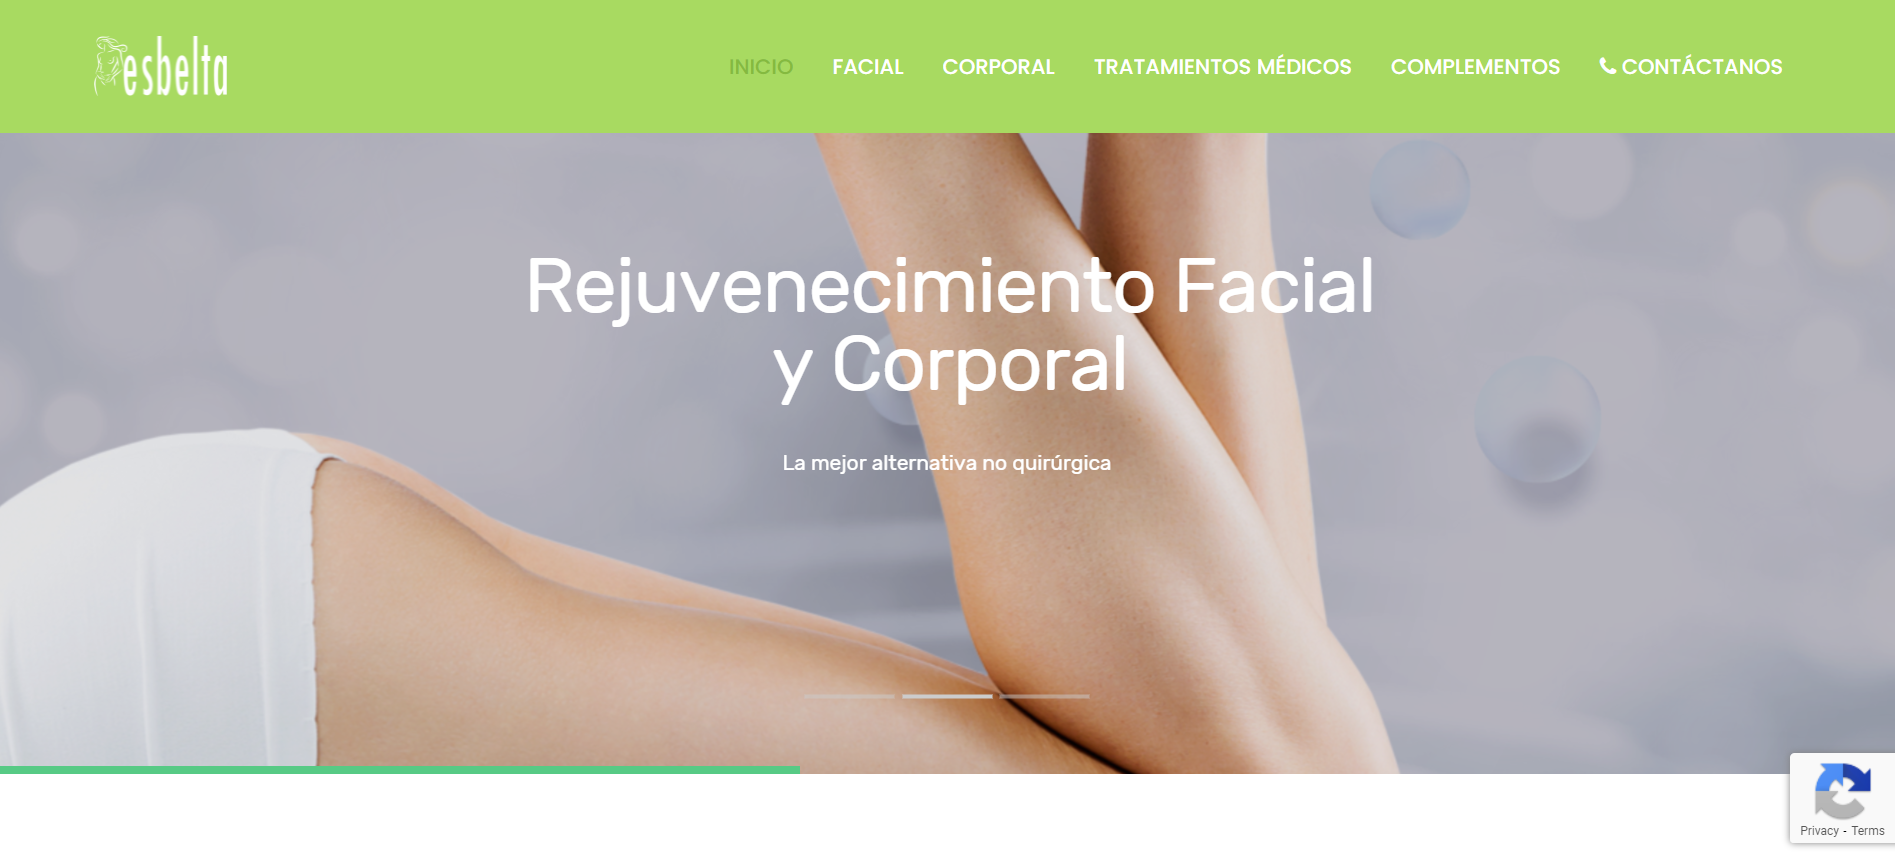 esbelta
INICIO FACIAL CORPORAL TRATAMIENTOS MÉDICOS COMPLEMENTOS CONTÁCTANOS
Rejuvenecimiento Facial
y Corporal
La mejor alternativa no quirúrgica
Privacy - Terms